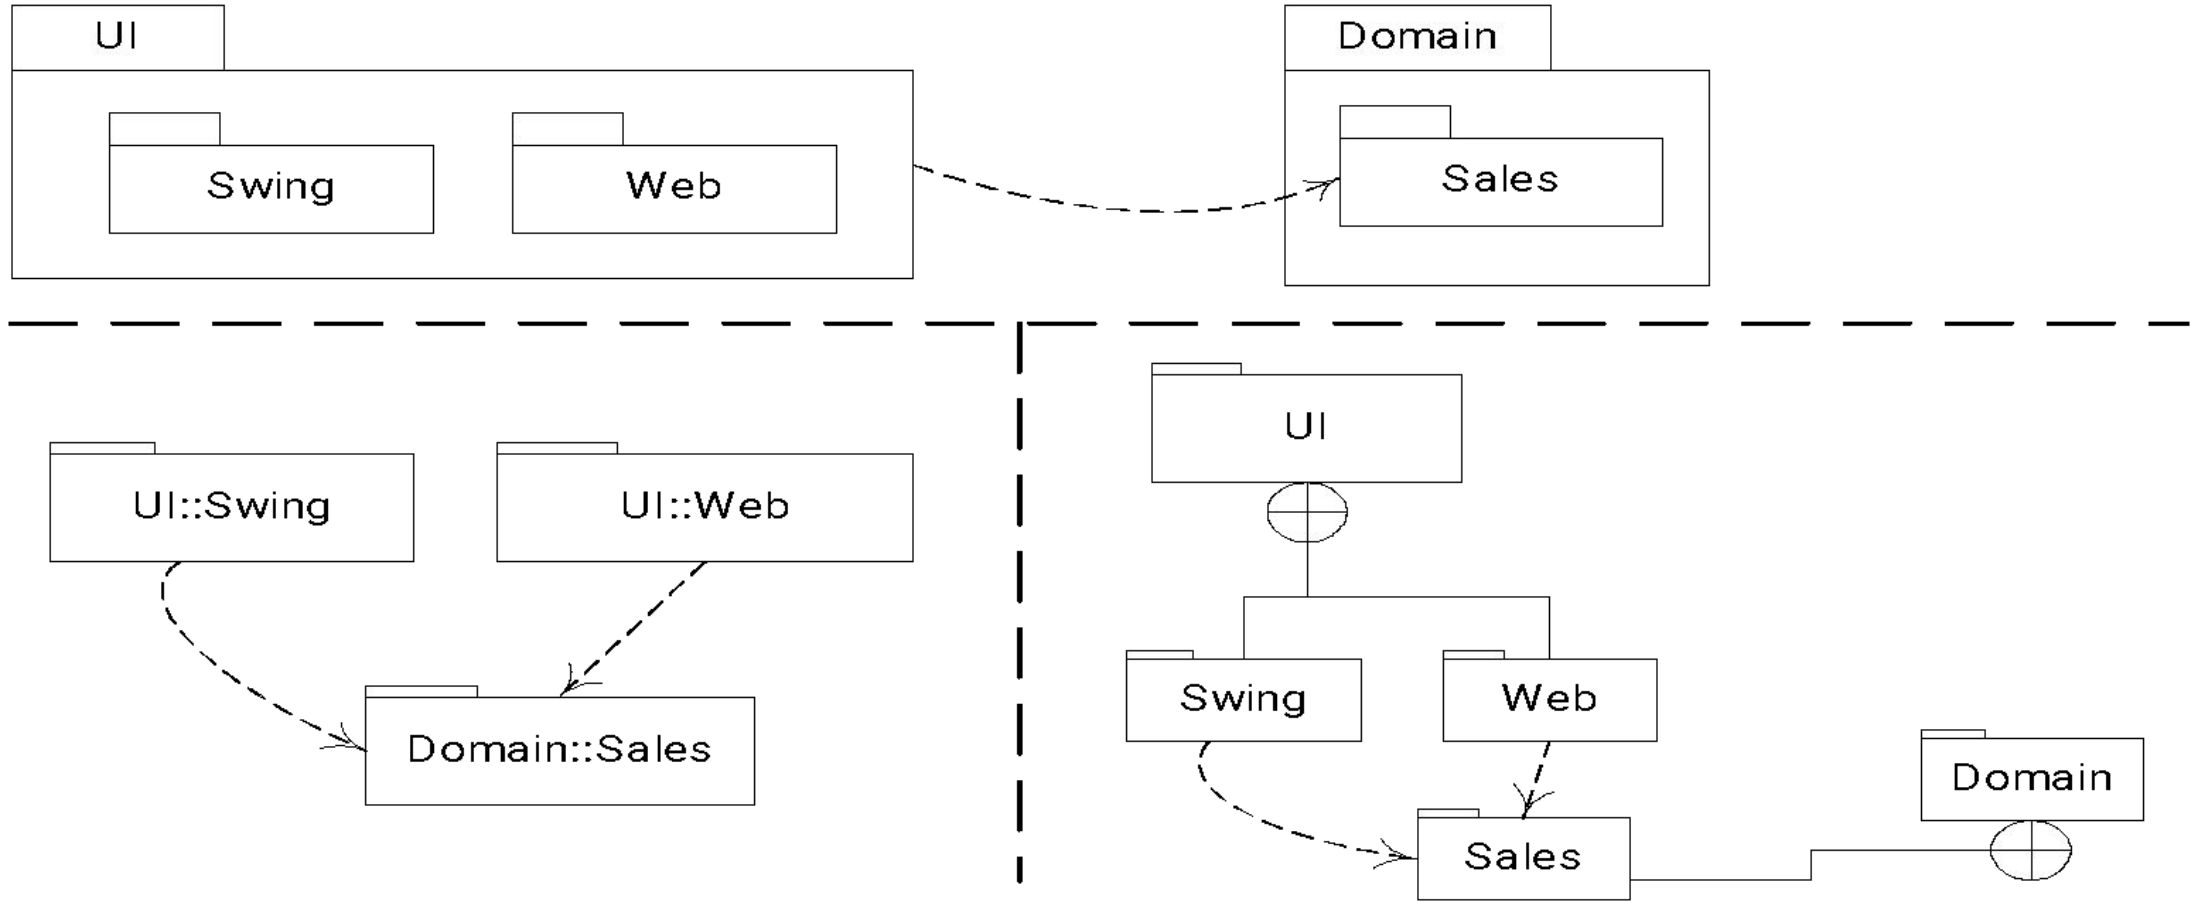 UI
Domain
Swing
Web
Sales
UI::Swing
UI::Web
Domain::Sales
UI
Swing
Web
Domain
Sales